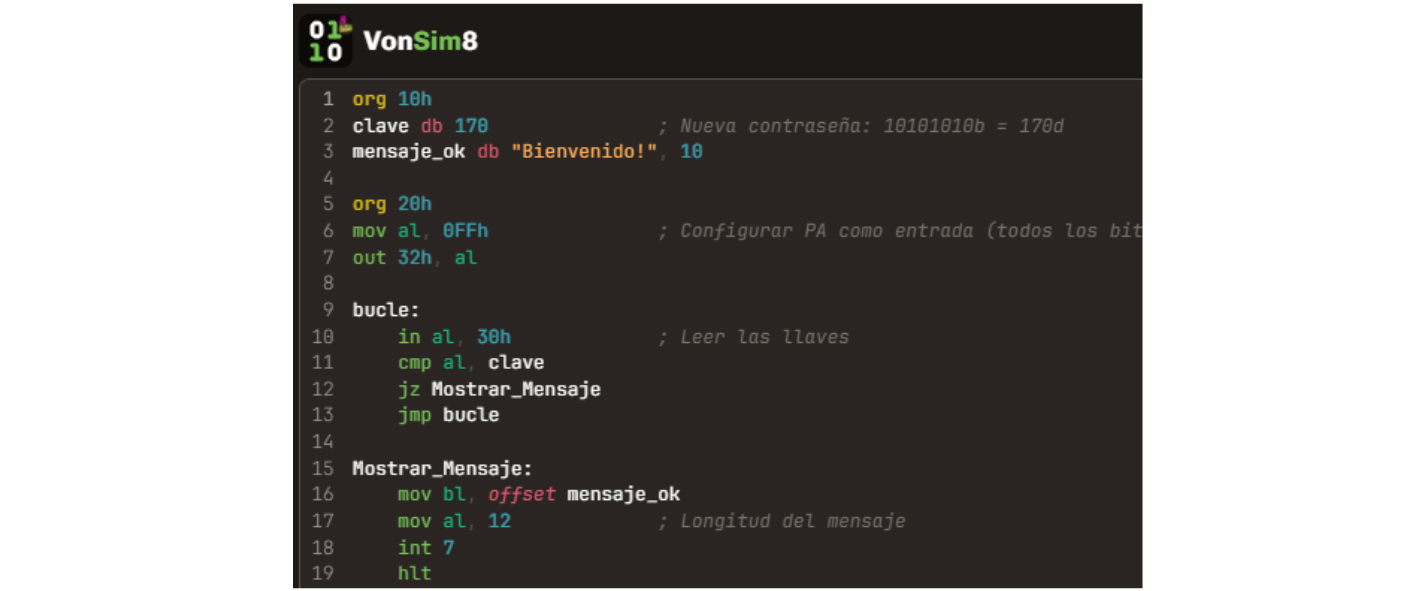 01
10
VonSim8
1 org 10h
2 clave db 170 ; Nueva contraseña: 10101010b = 170d
3 mensaje_ok db "Bienvenido!", 10
4
5 org 20h
6 mov al, 0FFh ; Configurar PA como entrada (todos los bit
7 out 32h, al
8
9 bucle:
10 in al, 30h ; Leer las llaves
11 cmp al, clave
12 jz Mostrar_Mensaje
13 jmp bucle
14
15 Mostrar_Mensaje:
16 mov bl, offset mensaje_ok
17 mov al, 12 ; Longitud del mensaje
18 int 7
19 hlt